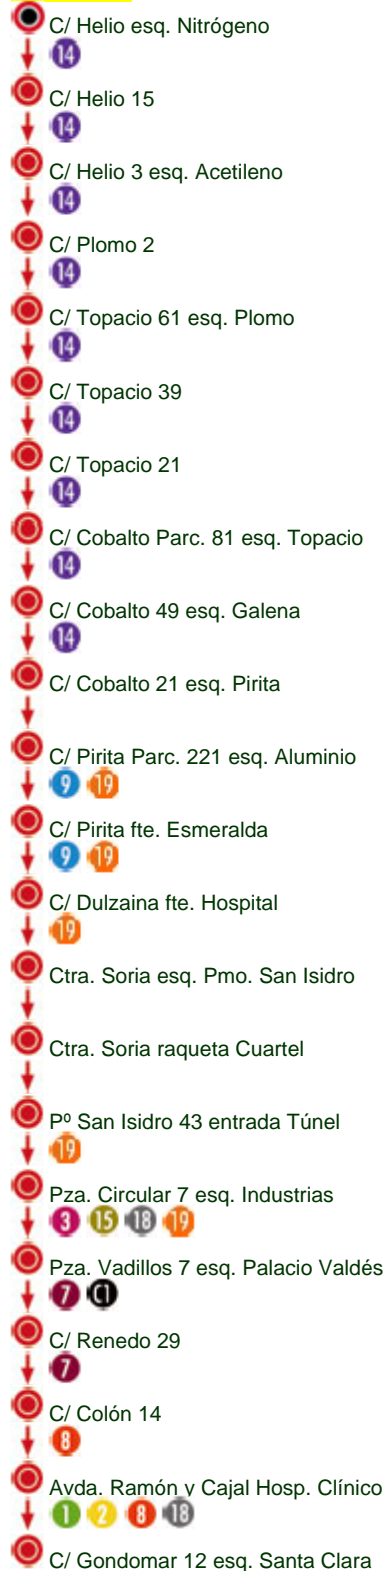 C/ Helio esq. Nitrógeno
14
C/ Helio 15
14
C/ Helio 3 esq. Acetileno
14
C/ Plomo 2
14
C/ Topacio 61 esq. Plomo
14
C/ Topacio 39
14
C/ Topacio 21
14
C/ Cobalto Parc. 81 esq. Topacio
14
C/ Cobalto 49 esq. Galena
14
C/ Cobalto 21 esq. Pirita
C/ Pirita Parc. 221 esq. Aluminio
9 19
C/ Pirita fte. Esmeralda
9 19
C/ Dulzaina fte. Hospital
19
Ctra. Soria esq. Pmo. San Isidro
Ctra. Soria raqueta Cuartel
Pº San Isidro 43 entrada Túnel
19
Pza. Circular 7 esq. Industrias
3 15 18 19
Pza. Vadillos 7 esq. Palacio Valdés
7 C1
C/ Renedo 29
7
C/ Colón 14
8
Avda. Ramón y Cajal Hosp. Clínico
1 2 8 18
C/ Gondomar 12 esq. Santa Clara